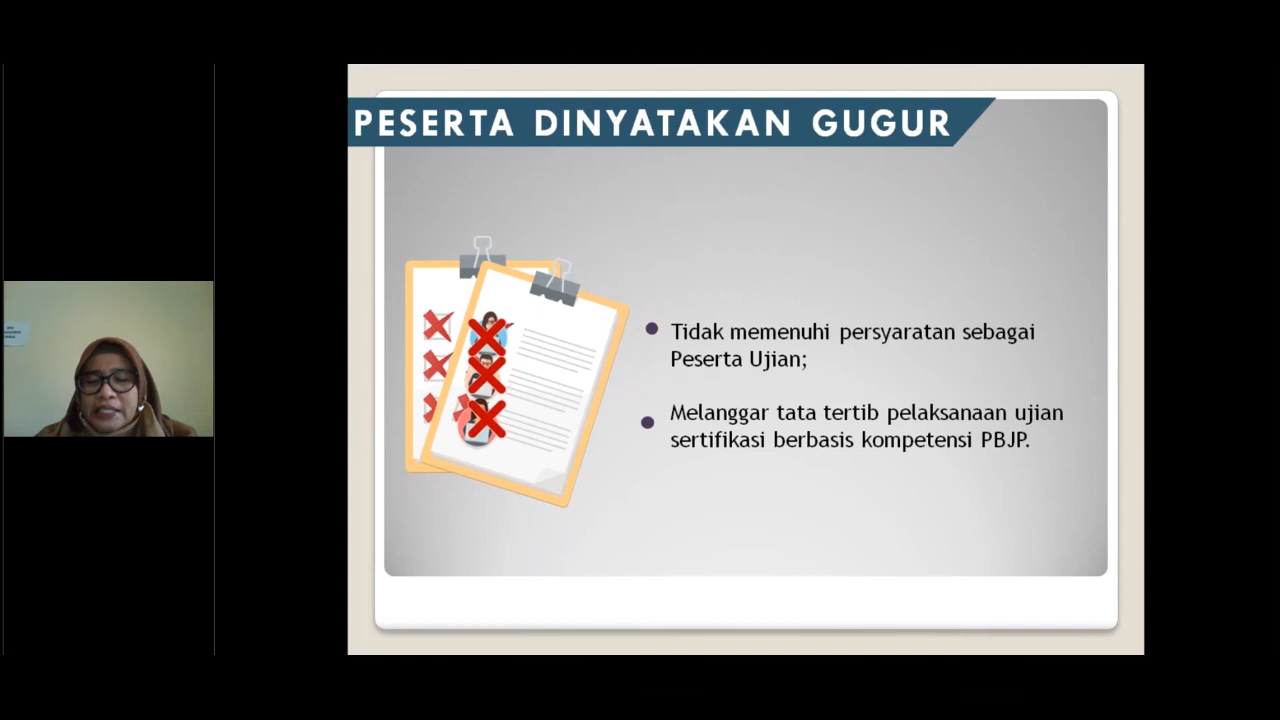 PESERTA DINYATAKAN GUGUR
Tidak memenuhi persyaratan sebagai
Peserta Ujian;
Melanggar tata tertib pelaksanaan ujian
sertifikasi berbasis kompetensi PBJP.